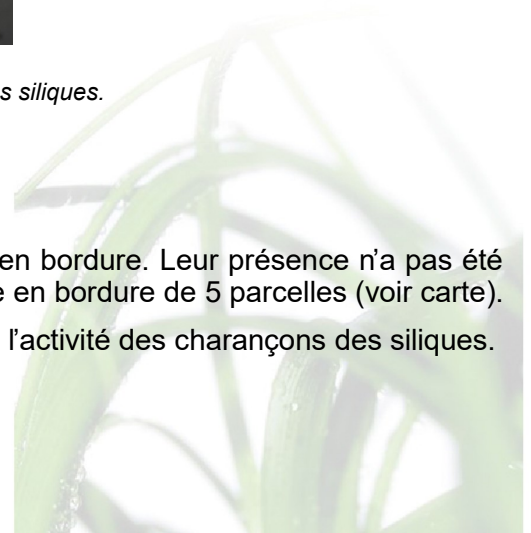 s siliques.
en bordure. Leur présence n’a pas été
e en bordure de 5 parcelles (voir carte).
l’activité des charançons des siliques.